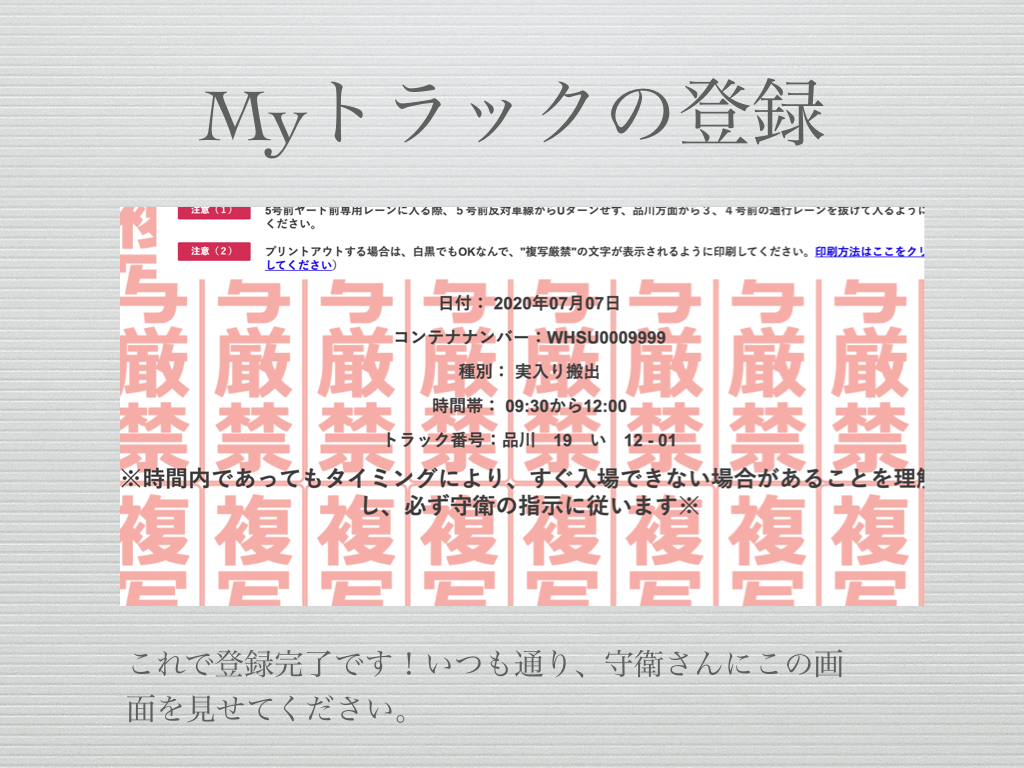 Myトラックの登録
注意（1） 5号前ヤード前専用レーンに入る際、５号前反対車線からUターンせず、品川方面から３、４号前の通行レーンを抜けて入るように
ください。
注意（２） プリントアウトする場合は、白黒でもOKなんで、"複写厳禁"の文字が表示されるように印刷してください。印刷方法はここをクリ
してください）
日付： 2020年07月07日
コンテナナンバー：WHSU0009999
種別： 実入り搬出
時間帯： 09:30から12:00
トラック番号：品川　19　い　12 - 01
※時間内であってもタイミングにより、すぐ入場できない場合があることを理解
し、必ず守衛の指示に従います※
写 写 写 写 写 写 写 写
厳 厳 厳 厳 厳 厳 厳 厳
禁 禁 禁 禁 禁 禁 禁 禁
複 複 複 複 複 複 複 複
写 写 写 写 写 写 写 写
これで登録完了です！いつも通り、守衛さんにこの画
面を見せてください。